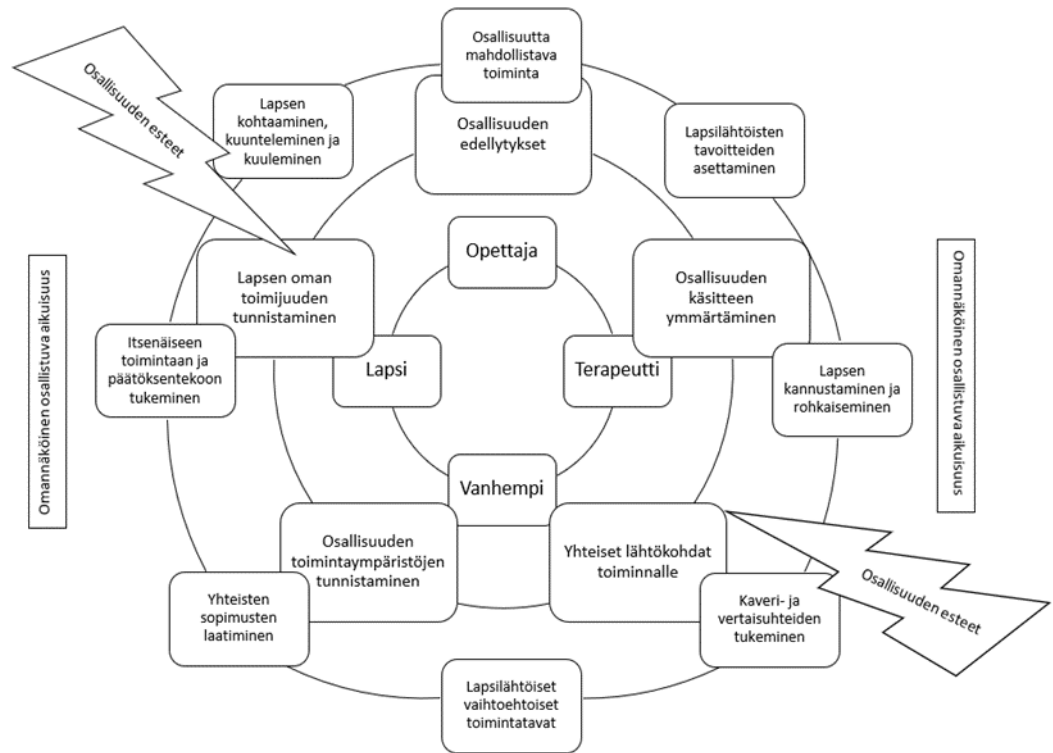 Osallisuutta
mahdollistava
toiminta
Osallisuuden
edellytykset
Osallisuuden esteet
Lapsen
kohtaaminen,
kuunteleminen ja
kuuleminen
Lapsilähtöisten
tavoitteiden
asettaminen
Opettaja
Lapsen oman
toimijuuden
tunnistaminen
Osallisuuden
käsitteen
ymmärtäminen
Omannäköinen osallistuva aikuisuus
Omannäköinen osallistuva aikuisuus
Itsenäiseen
toimintaan ja
päätöksentekoon
tukeminen
Lapsi
Terapeutti
Lapsen
kannustaminen ja
rohkaiseminen
Vanhempi
Osallisuuden
toimintaympäristöjen
tunnistaminen
Yhteiset lähtökohdat
toiminnalle
Osallisuuden esteet
Yhteisten
sopimusten
laatiminen
Kaveri- ja
vertaisuhteiden
tukeminen
Lapsilähtöiset
vaihtoehtoiset
toimintatavat